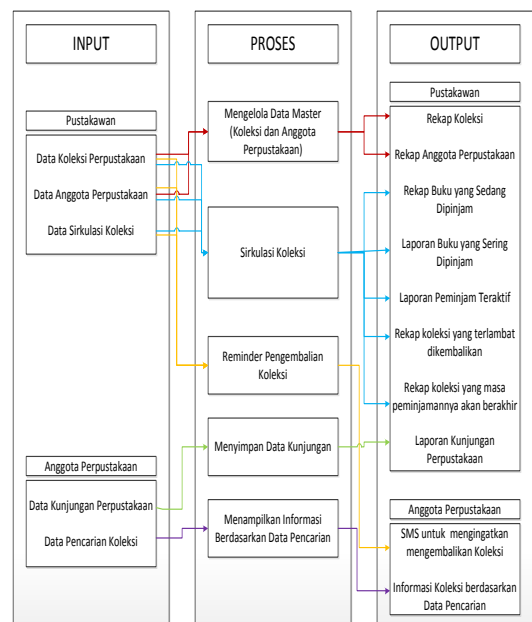 INPUT
Pustakawan
Data Koleksi Perpustakaan
Data Anggota Perpustakaan
Data Sirkulasi Koleksi
Anggota Perpustakaan
Data Kunjungan Perpustakaan
Data Pencarian Koleksi
PROSES
Mengelola Data Master
(Koleksi dan Anggota
Perpustakaan)
Sirkulasi Koleksi
Reminder Pengembalian
Koleksi
Menyimpan Data Kunjungan
Menampilkan Informasi
Berdasarkan Data Pencarian
OUTPUT
Pustakawan
Rekap Koleksi
Rekap Anggota Perpustakaan
Rekap Buku yang Sedang
Dipinjam
Laporan Buku yang Sering
Dipinjam
Laporan Peminjam Teraktif
Rekap koleksi yang terlambat
dikembalikan
Rekap koleksi yang masa
peminjamannya akan berakhir
Laporan Kunjungan
Perpustakaan
Anggota Perpustakaan
SMS untuk mengingatkan
mengembalikan Koleksi
Informasi Koleksi berdasarkan
Data Pencarian